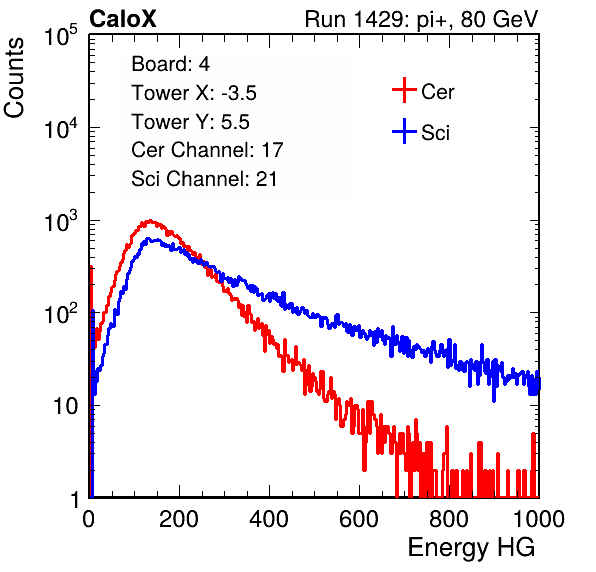 CaloX Run 1429: pi+, 80 GeV
Board: 4
Tower X: -3.5
Tower Y: 5.5
Cer Channel: 17
Sci Channel: 21
Cer
Sci
Counts
10^5
10^4
10^3
10^2
10
1
0 200 400 600 800 1000
Energy HG